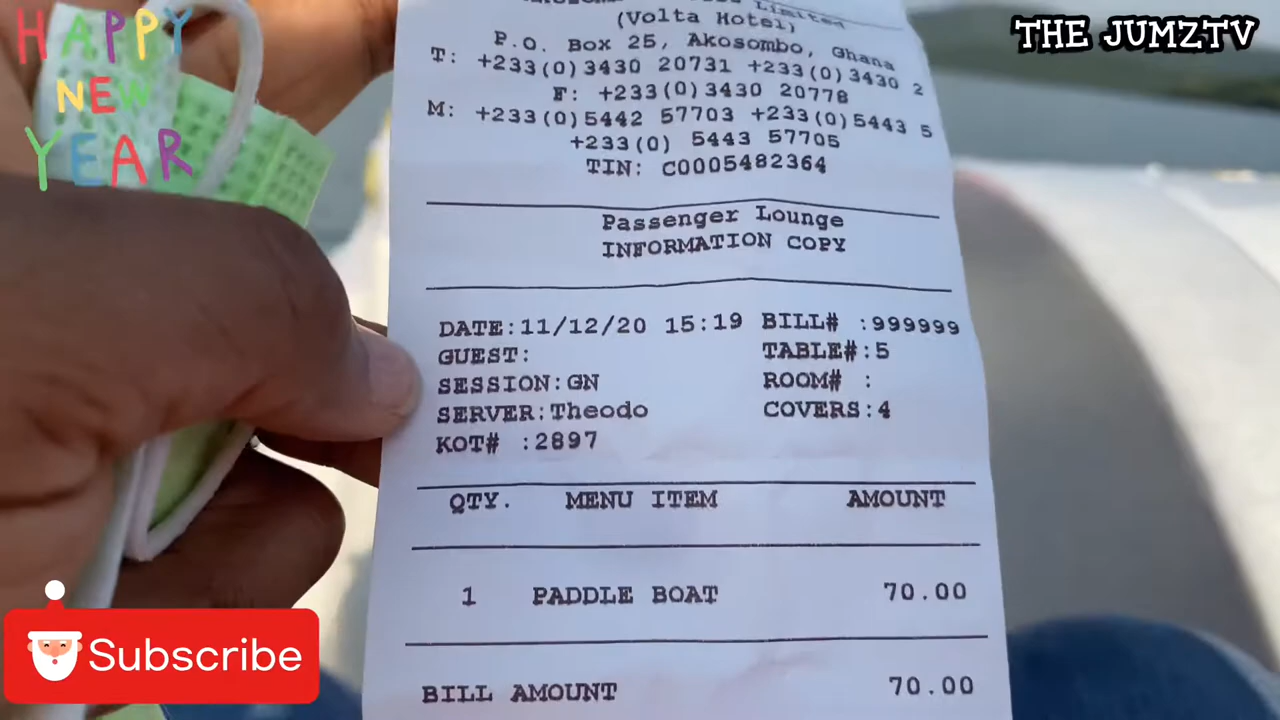 HAPPY
NEW
YEAR
THE JUMZTV
Limited
(Volta Hotel)
P.O. Box 25, Akosombo, Ghana
T: +233(0)3430 20731 +233(0)3430 2
F: +233(0)3430 20778
M: +233(0)5442 57703 +233(0)5443 5
+233(0) 5443 57705
TIN: C0005482364
Passenger Lounge
INFORMATION COPY
DATE:11/12/20 15:19 BILL# :999999
GUEST: TABLE#:5
SESSION:GN ROOM# :
SERVER:Theodo COVERS:4
KOT# :2897
QTY. MENU ITEM AMOUNT
1 PADDLE BOAT 70.00
BILL AMOUNT 70.00
Subscribe